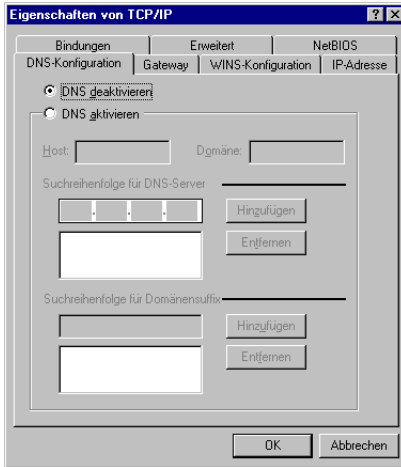 Eigenschaften von TCP/IP
Bindungen Erweitert NetBIOS
DNS-Konfiguration Gateway WINS-Konfiguration IP-Adresse
DNS deaktivieren
DNS aktivieren
Host: Domäne:
Suchreihenfolge für DNS-Server
Hinzufügen
Entfernen
Suchreihenfolge für Domänensuffix
Hinzufügen
Entfernen
OK Abbrechen